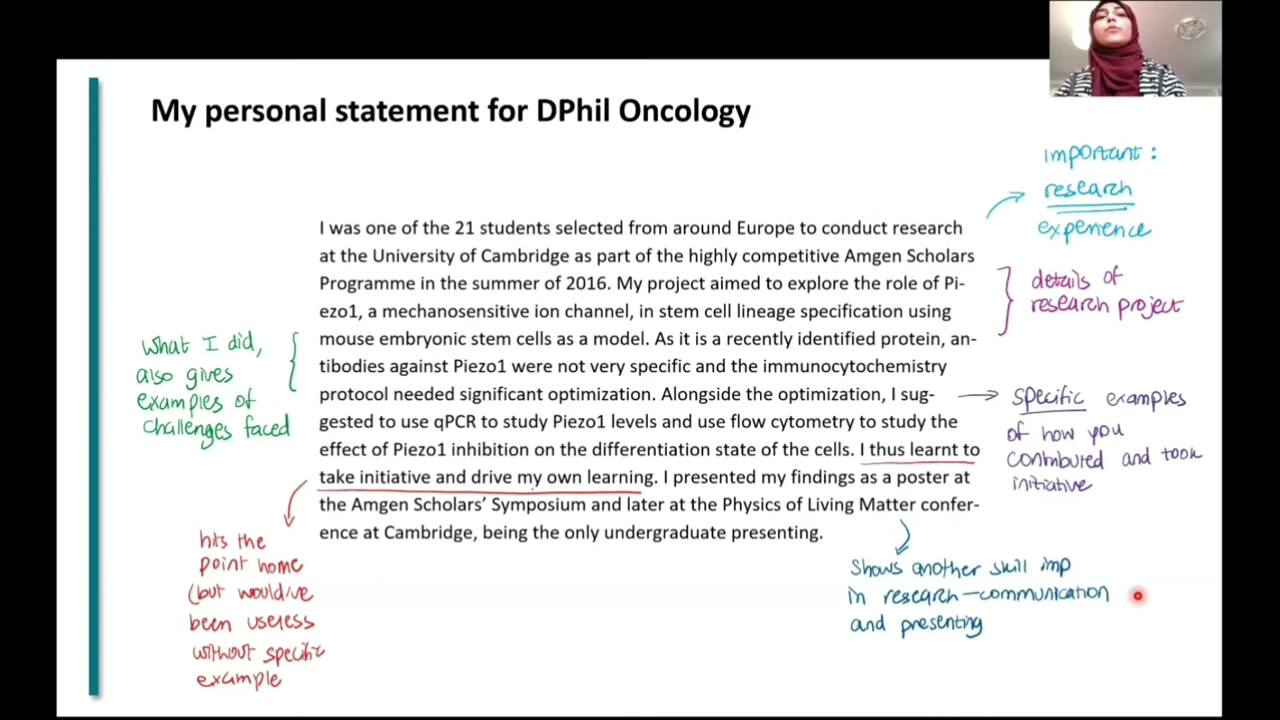 My personal statement for DPhil Oncology
important :
research
experience
I was one of the 21 students selected from around Europe to conduct research
at the University of Cambridge as part of the highly competitive Amgen Scholars
Programme in the summer of 2016. My project aimed to explore the role of Pi-
ezo1, a mechanosensitive ion channel, in stem cell lineage specification using
mouse embryonic stem cells as a model. As it is a recently identified protein, an-
tibodies against Piezo1 were not very specific and the immunocytochemistry
protocol needed significant optimization. Alongside the optimization, I sug-
gested to use qPCR to study Piezo1 levels and use flow cytometry to study the
effect of Piezo1 inhibition on the differentiation state of the cells. I thus learnt to
take initiative and drive my own learning. I presented my findings as a poster at
the Amgen Scholars’ Symposium and later at the Physics of Living Matter confer-
ence at Cambridge, being the only undergraduate presenting.
details of
research project
What I did,
also gives
examples of
challenges faced
specific examples
of how you
contributed and took
initiative
hits the
point home
(but would've
been useless
without specific
example
Shows another skill imp
in research - communication
and presenting